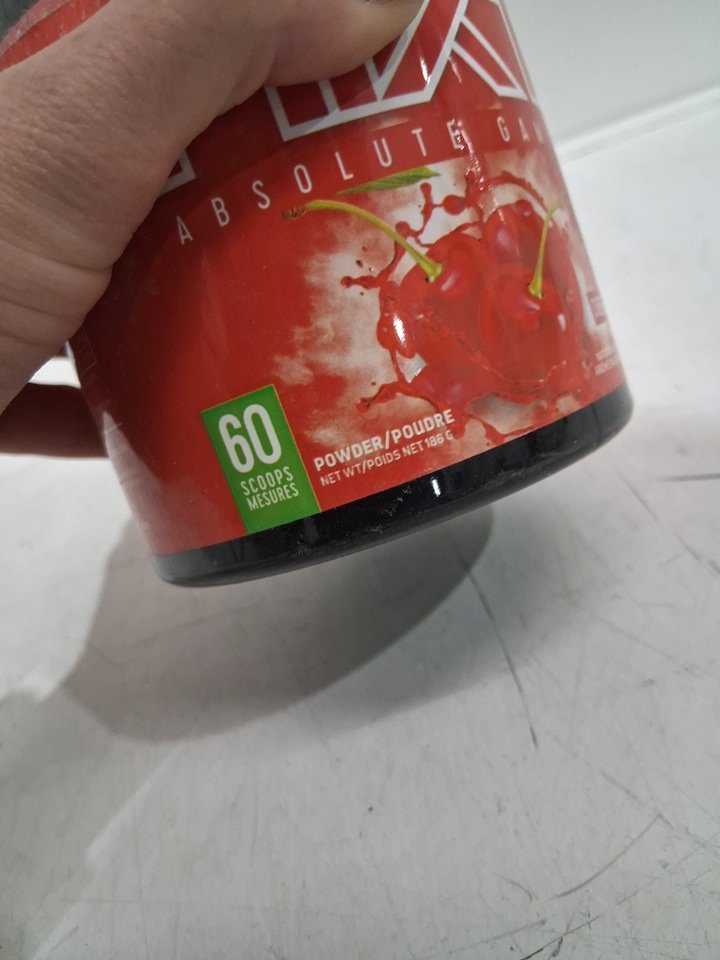 ABSOLUTE
60
SCOOPS
MESURES
POWDER/POUDRE
NET WT/POIDS NET 186 G